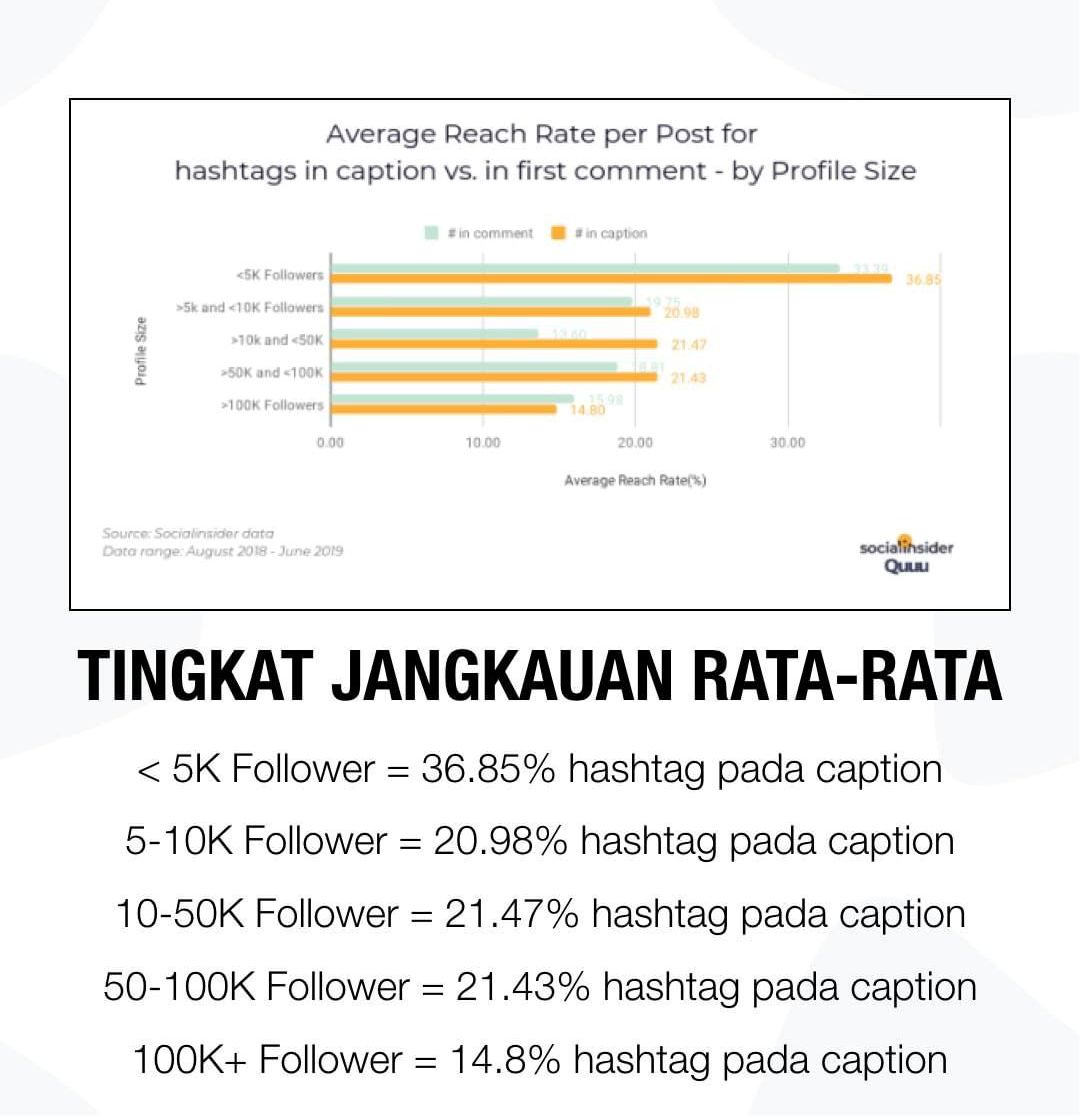 Average Reach Rate per Post for
hashtags in caption vs. in first comment - by Profile Size
# in comment # in caption
Profile Size
<5K Followers 33.39 36.85
>5k and <10K Followers 19.75 20.98
>10k and <50K 13.60 21.47
>50K and <100K 18.81 21.43
>100K Followers 15.98 14.80
0.00 10.00 20.00 30.00
Average Reach Rate(%)
Source: Socialinsider data
Data range: August 2018 - June 2019
socialinsider
Quuu
TINGKAT JANGKAUAN RATA-RATA
< 5K Follower = 36.85% hashtag pada caption
5-10K Follower = 20.98% hashtag pada caption
10-50K Follower = 21.47% hashtag pada caption
50-100K Follower = 21.43% hashtag pada caption
100K+ Follower = 14.8% hashtag pada caption